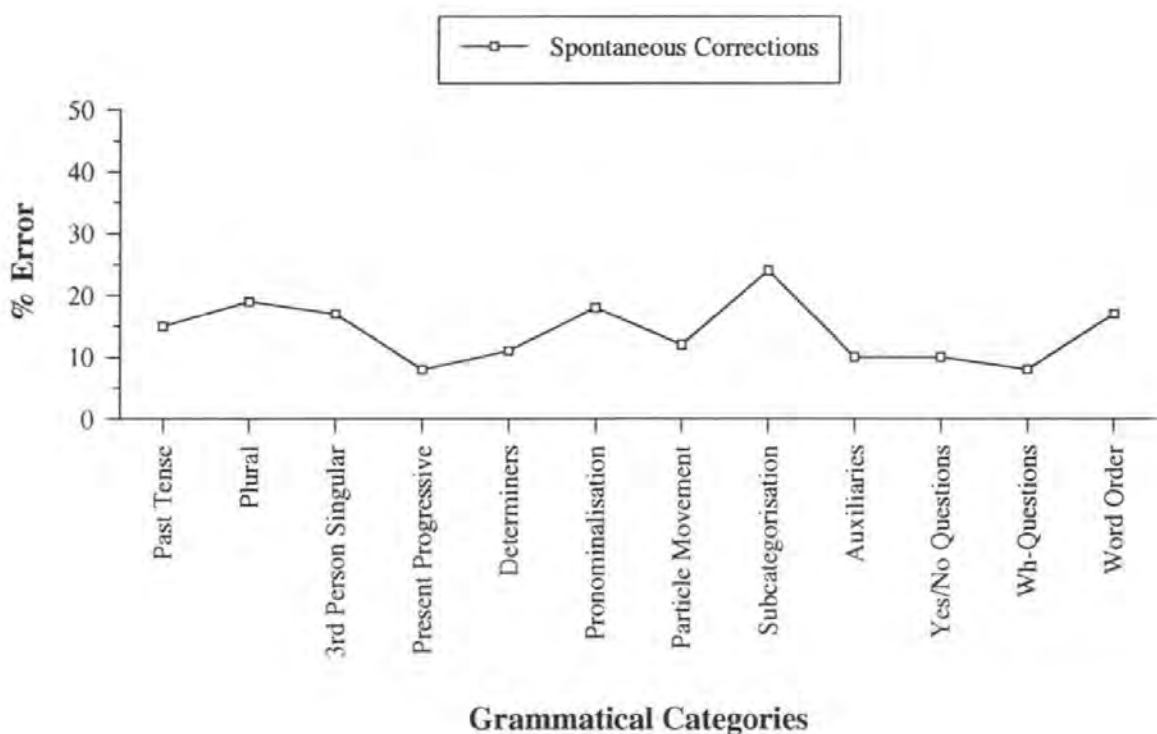 Spontaneous Corrections
50
40
30
20
10
0
% Error
Past Tense
Plural
3rd Person Singular
Present Progressive
Determiners
Pronominalisation
Particle Movement
Subcategorisation
Auxiliaries
Yes/No Questions
Wh-Questions
Word Order
Grammatical Categories